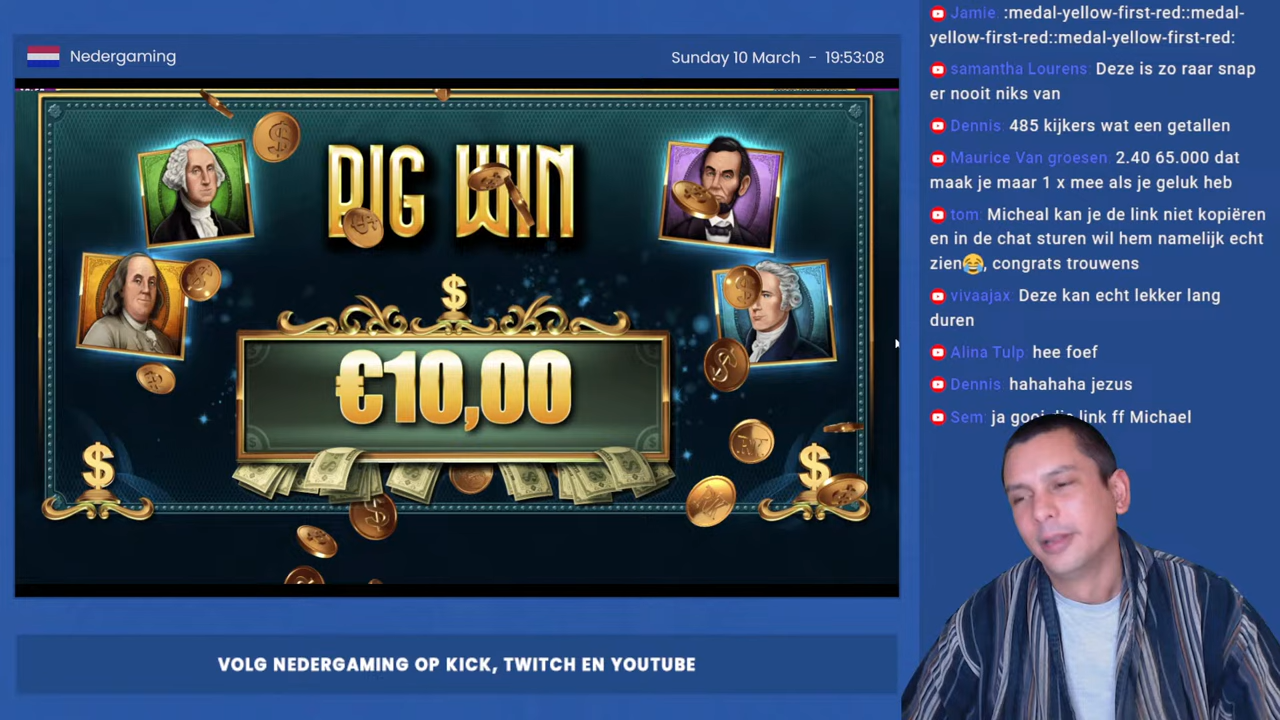 Nedergaming
Sunday 10 March - 19:53:08
BIG WIN
$
€10,00
$
$
VOLG NEDERGAMING OP KICK, TWITCH EN YOUTUBE
Jamie: :medal-yellow-first-red::medal-
yellow-first-red::medal-yellow-first-red:
samantha Lourens: Deze is zo raar snap
er nooit niks van
Dennis: 485 kijkers wat een getallen
Maurice Van groesen: 2.40 65.000 dat
maak je maar 1 x mee als je geluk heb
tom: Micheal kan je de link niet kopiëren
en in de chat sturen wil hem namelijk echt
zien😂, congrats trouwens
vivaajax: Deze kan echt lekker lang
duren
Alina Tulp: hee foef
Dennis: hahahaha jezus
Sem: ja gooi die link ff Michael